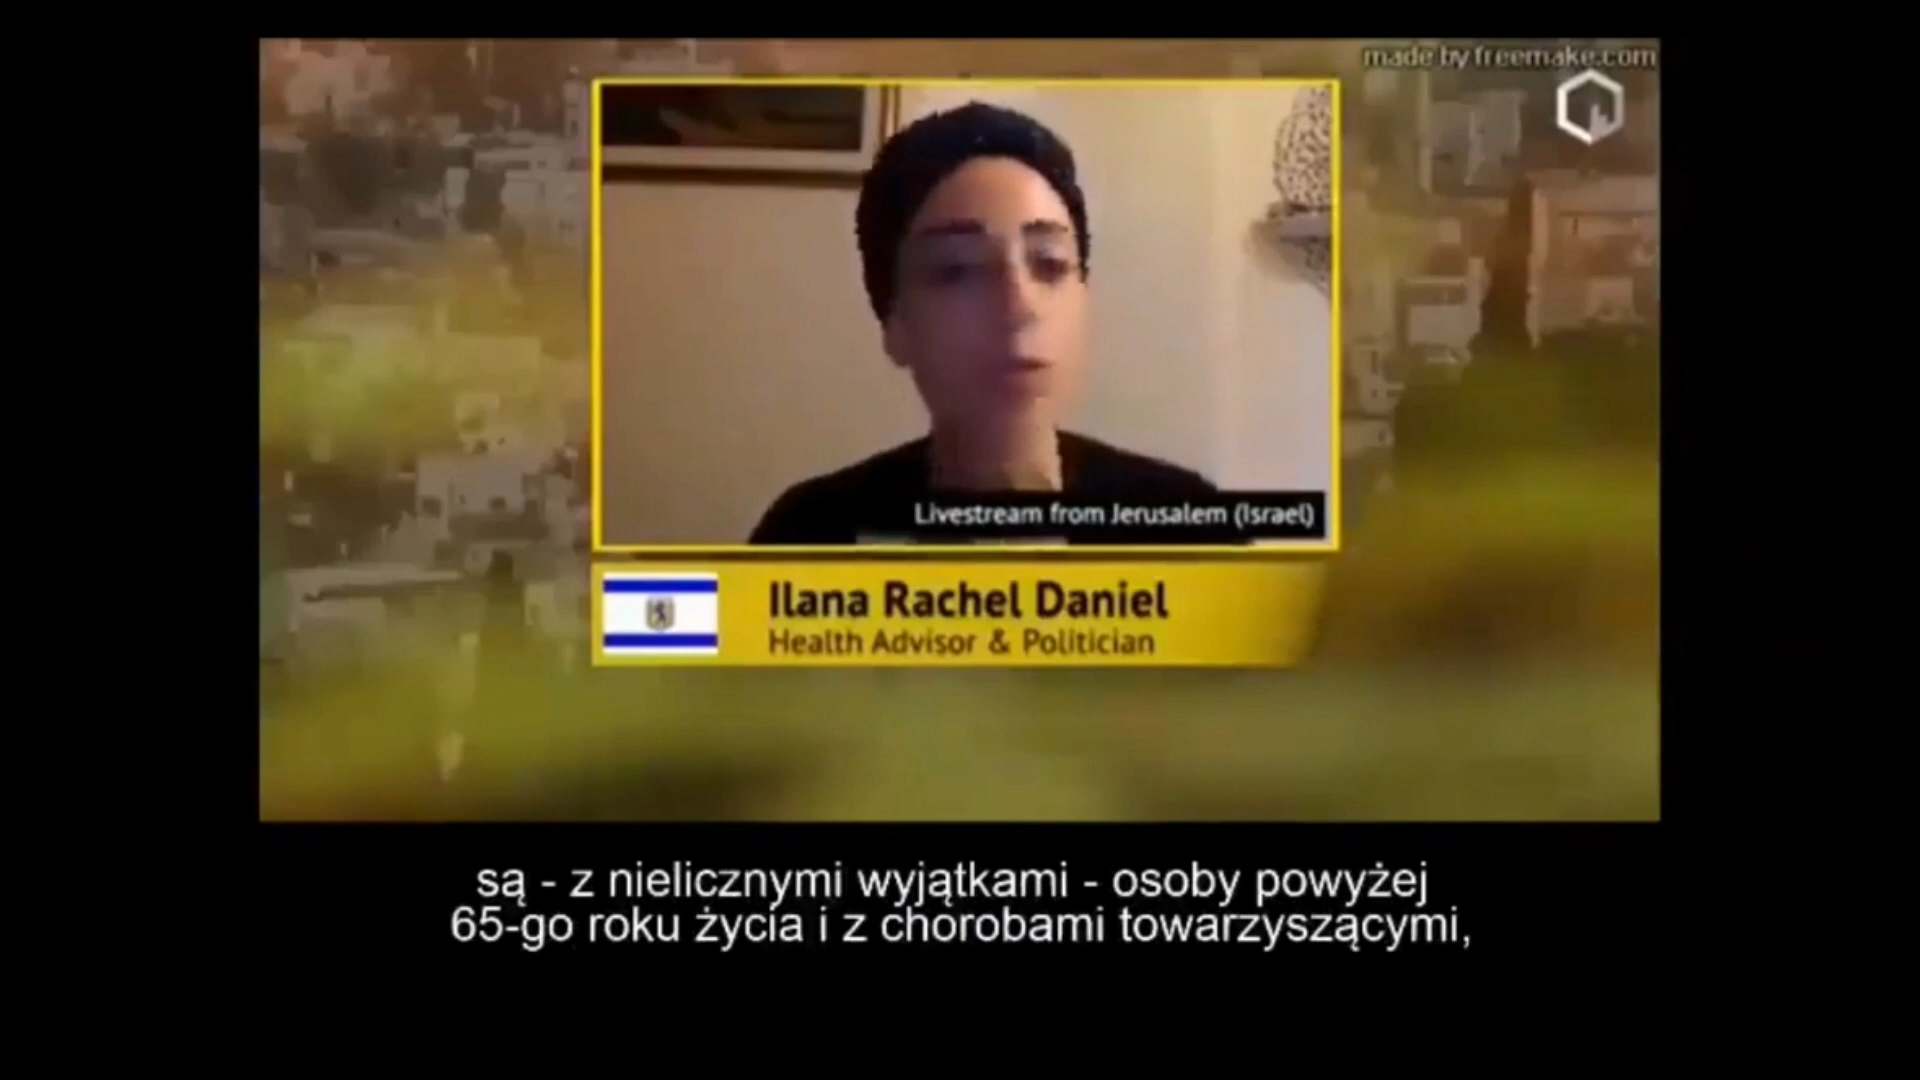 made by freemake.com
Livestream from Jerusalem (Israel)
Ilana Rachel Daniel
Health Advisor & Politician
są - z nielicznymi wyjątkami - osoby powyżej
65-go roku życia i z chorobami towarzyszącymi,